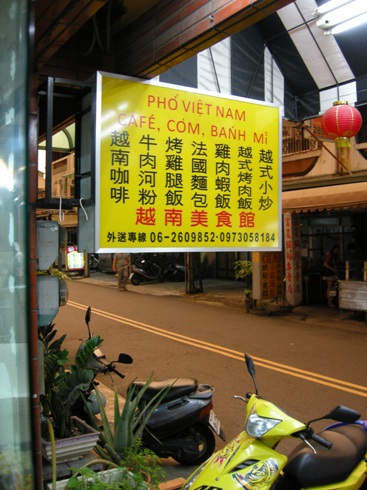 PHỞ VIỆT NAM
CAFÉ, CƠM, BÁNH MÌ
越南咖啡
牛肉河粉
烤雞腿飯
法國麵包
雞肉蝦飯
越式烤肉飯
越式小炒
越南美食館
外送專線 06-2609852·0973058184